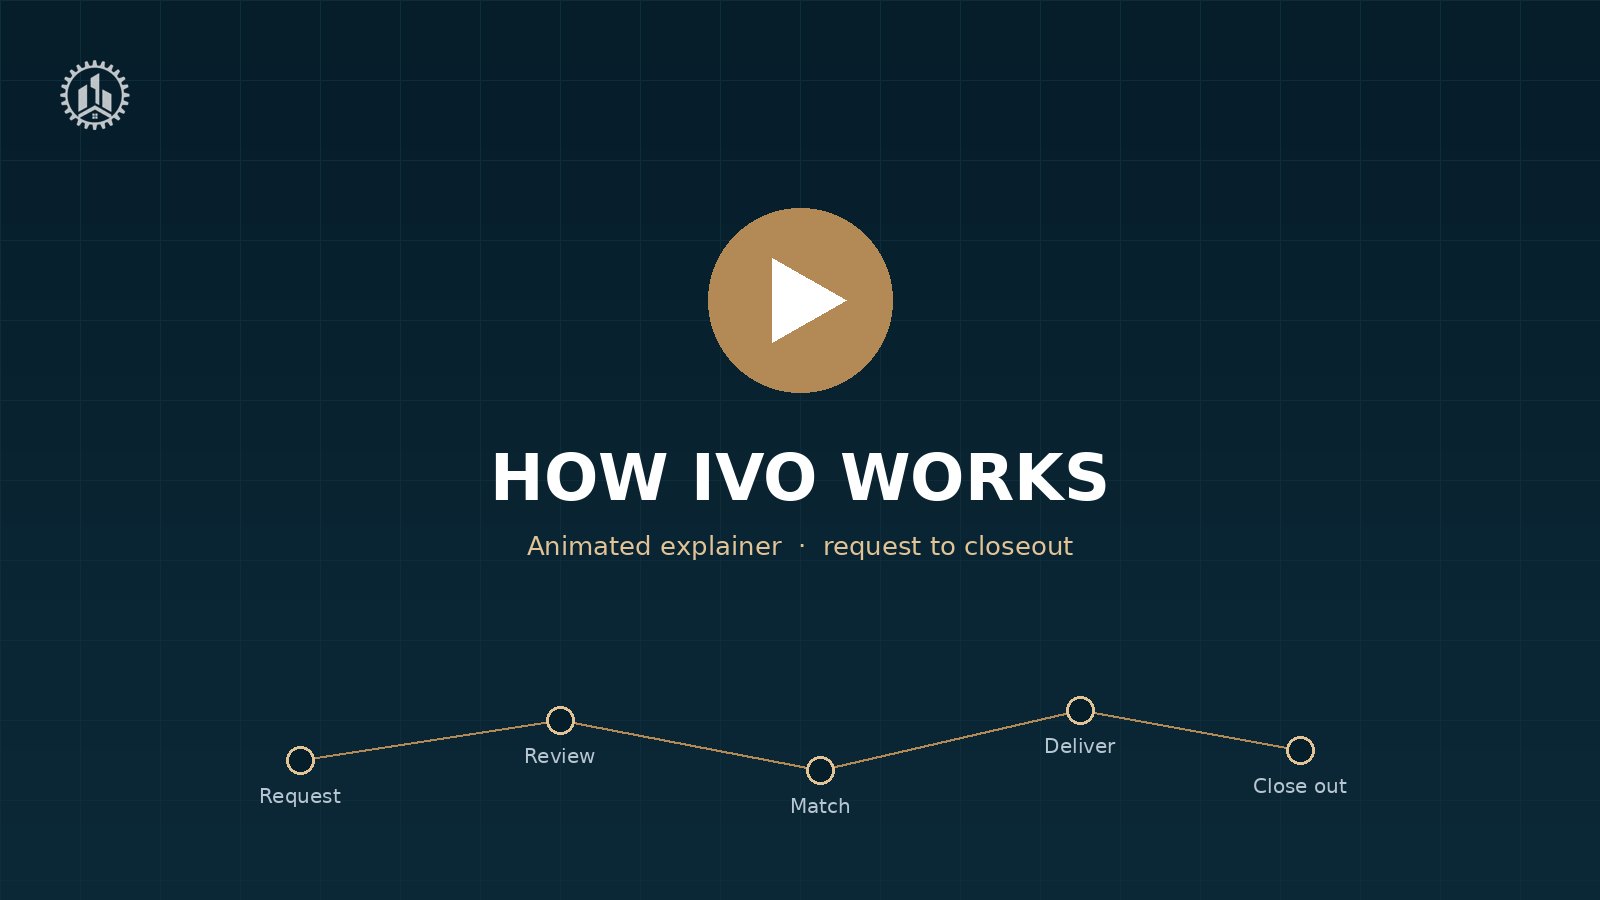 HOW IVO WORKS
Animated explainer · request to closeout
Request
Review
Match
Deliver
Close out